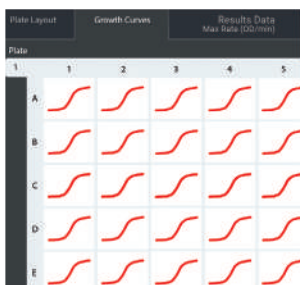 Plate Layout
Growth Curves
Results Data
Max Rate (OD/min)
Plate
1 1 2 3 4 5
A
B
C
D
E